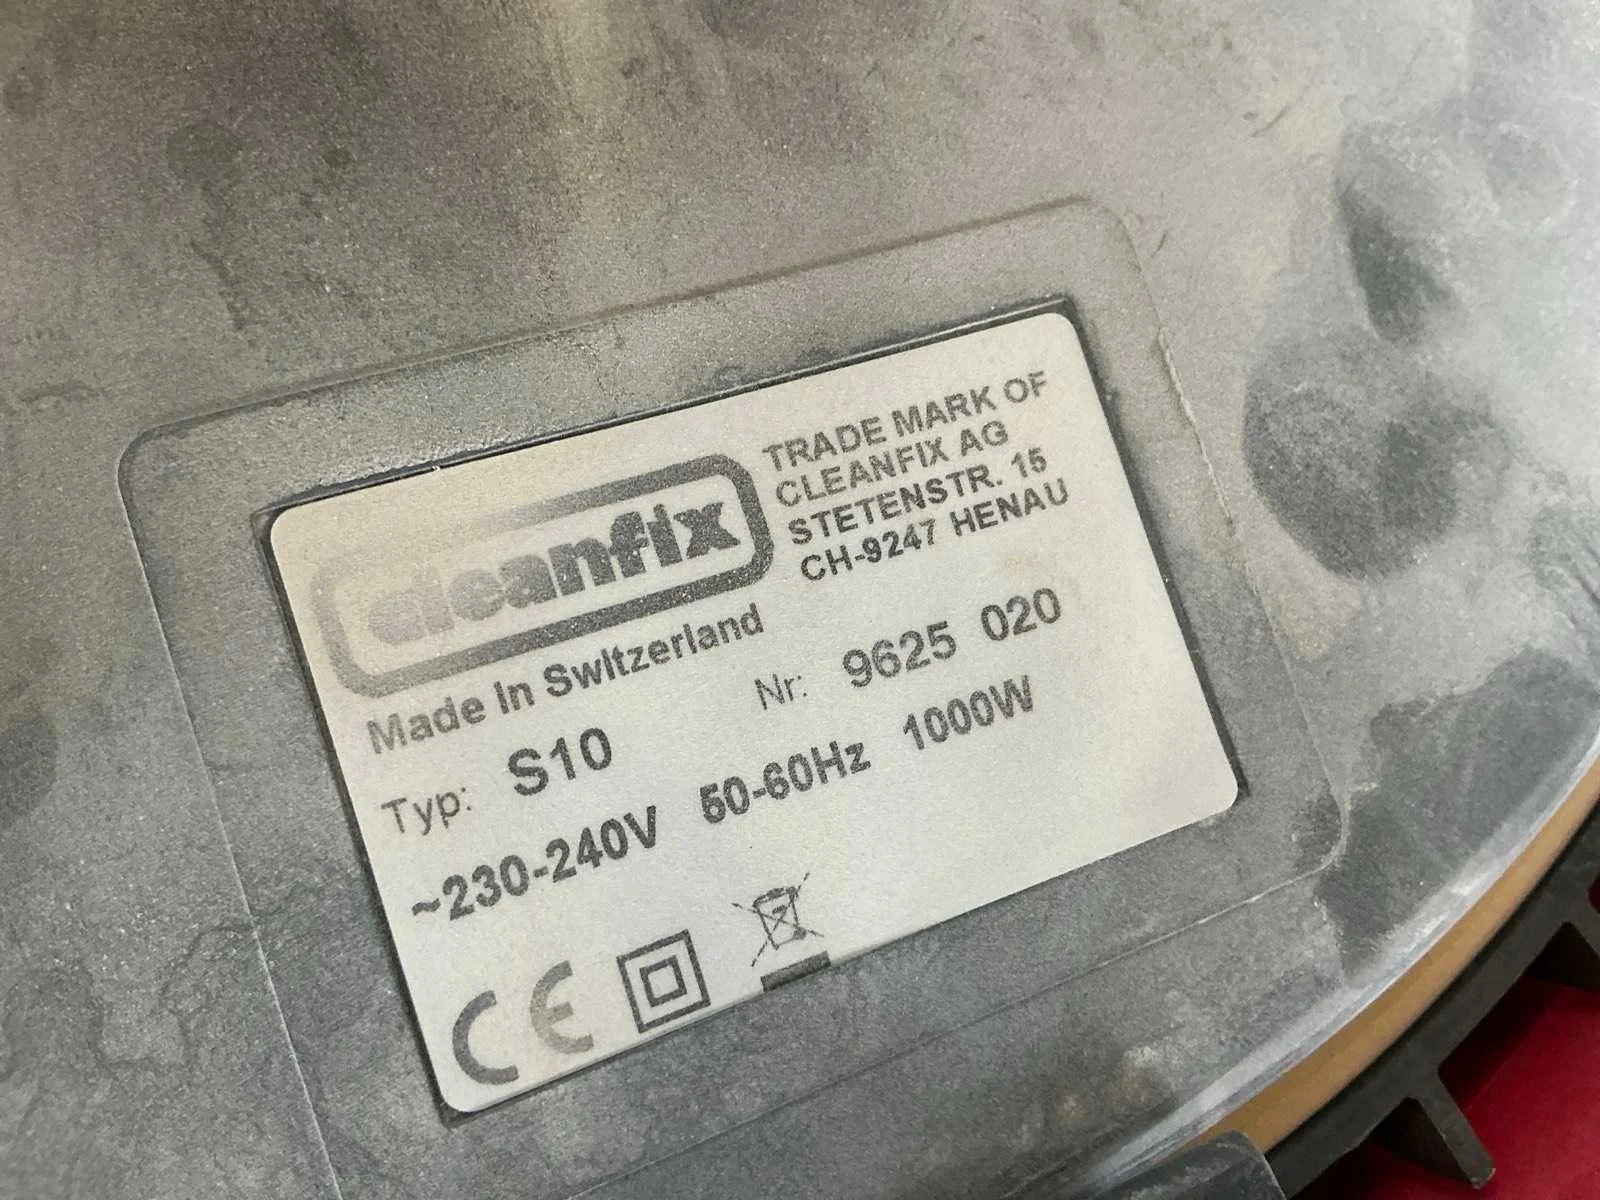 cleanfix
TRADE MARK OF
CLEANFIX AG
STETENSTR. 15
CH-9247 HENAU
Made in Switzerland
Typ: S10
Nr: 9625 020
~230-240V 50-60Hz 1000W
CE